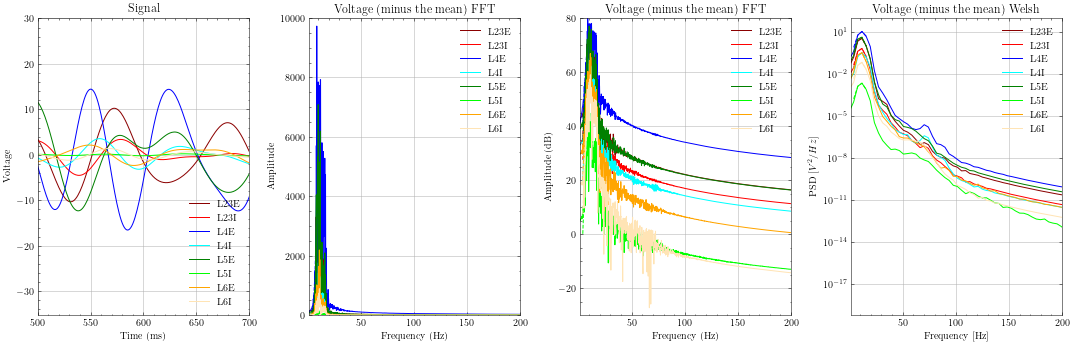 Signal
Voltage (minus the mean) FFT
Voltage (minus the mean) FFT
Voltage (minus the mean) Welsh
Voltage
30
20
10
0
−10
−20
−30
500
550
600
650
700
Time (ms)
L23E
L23I
L4E
L4I
L5E
L5I
L6E
L6I
Amplitude
10000
8000
6000
4000
2000
0
50
100
150
200
Frequency (Hz)
L23E
L23I
L4E
L4I
L5E
L5I
L6E
L6I
Amplitude (dB)
80
60
40
20
0
−20
50
100
150
200
Frequency (Hz)
L23E
L23I
L4E
L4I
L5E
L5I
L6E
L6I
PSD [V²/Hz]
10¹
10⁻²
10⁻⁵
10⁻⁸
10⁻¹¹
10⁻¹⁴
10⁻¹⁷
50
100
150
200
Frequency [Hz]
L23E
L23I
L4E
L4I
L5E
L5I
L6E
L6I